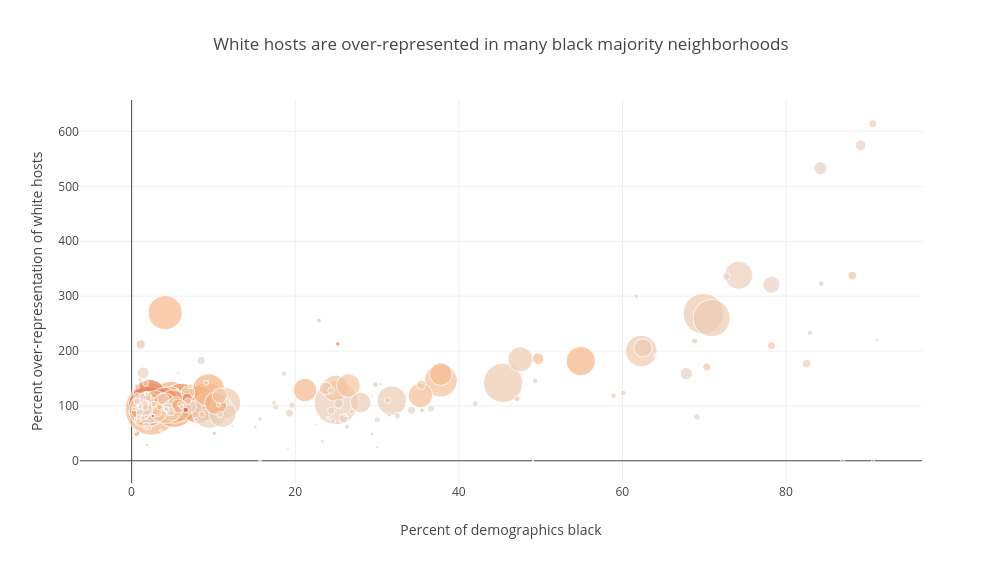 White hosts are over-represented in many black majority neighborhoods
Percent over-representation of white hosts
600
500
400
300
200
100
0
0 20 40 60 80
Percent of demographics black